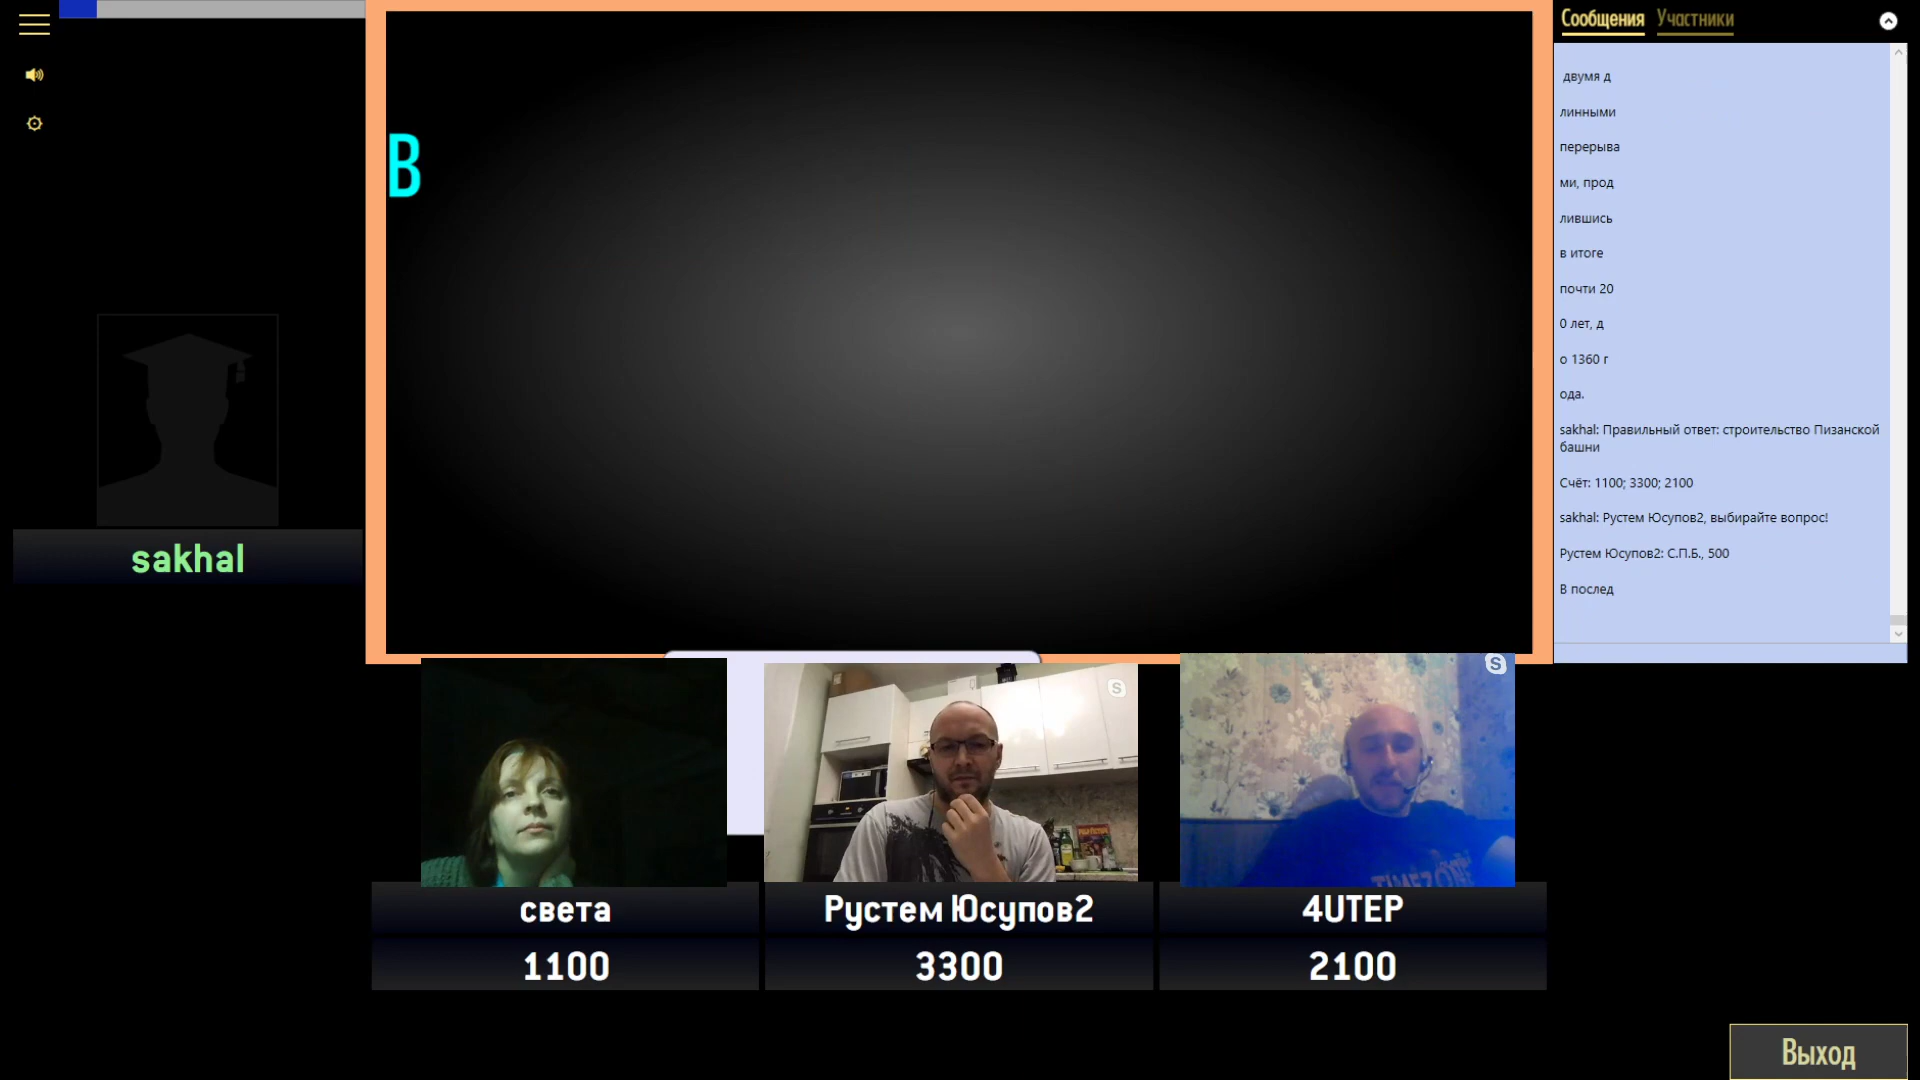 Сообщения Участники
В
двумя д
линными
перерыва
ми, прод
лившись
в итоге
почти 20
0 лет, д
о 1360 г
ода.
sakhal: Правильный ответ: строительство Пизанской
башни
Счёт: 1100; 3300; 2100
sakhal: Рустем Юсупов2, выбирайте вопрос!
Рустем Юсупов2: С.П.Б., 500
В послед
sakhal
S
S
TIMEZONE
света
Рустем Юсупов2
4UTEP
1100
3300
2100
Выход